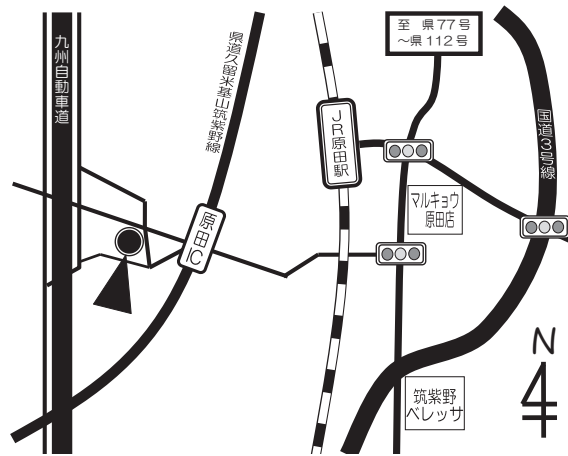 九州自動車道
県道久留米基山筑紫野線
至 県77号
～県112号
国道3号線
JR原田駅
マルキョウ
原田店
原田IC
筑紫野
ベレッサ
N